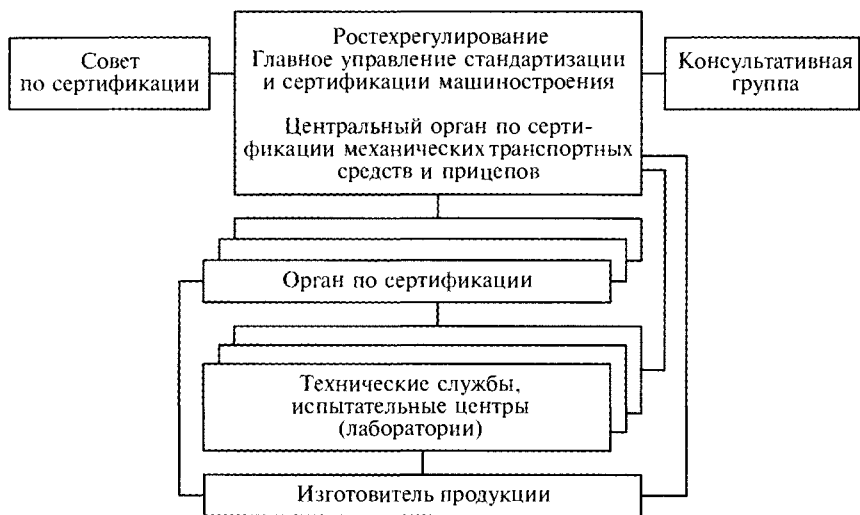 Совет
по сертификации
Ростехрегулирование
Главное управление стандартизации
и сертификации машиностроения
Центральный орган по серти-
фикации механических транспортных
средств и прицепов
Консультативная
группа
Орган по сертификации
Технические службы,
испытательные центры
(лаборатории)
Изготовитель продукции